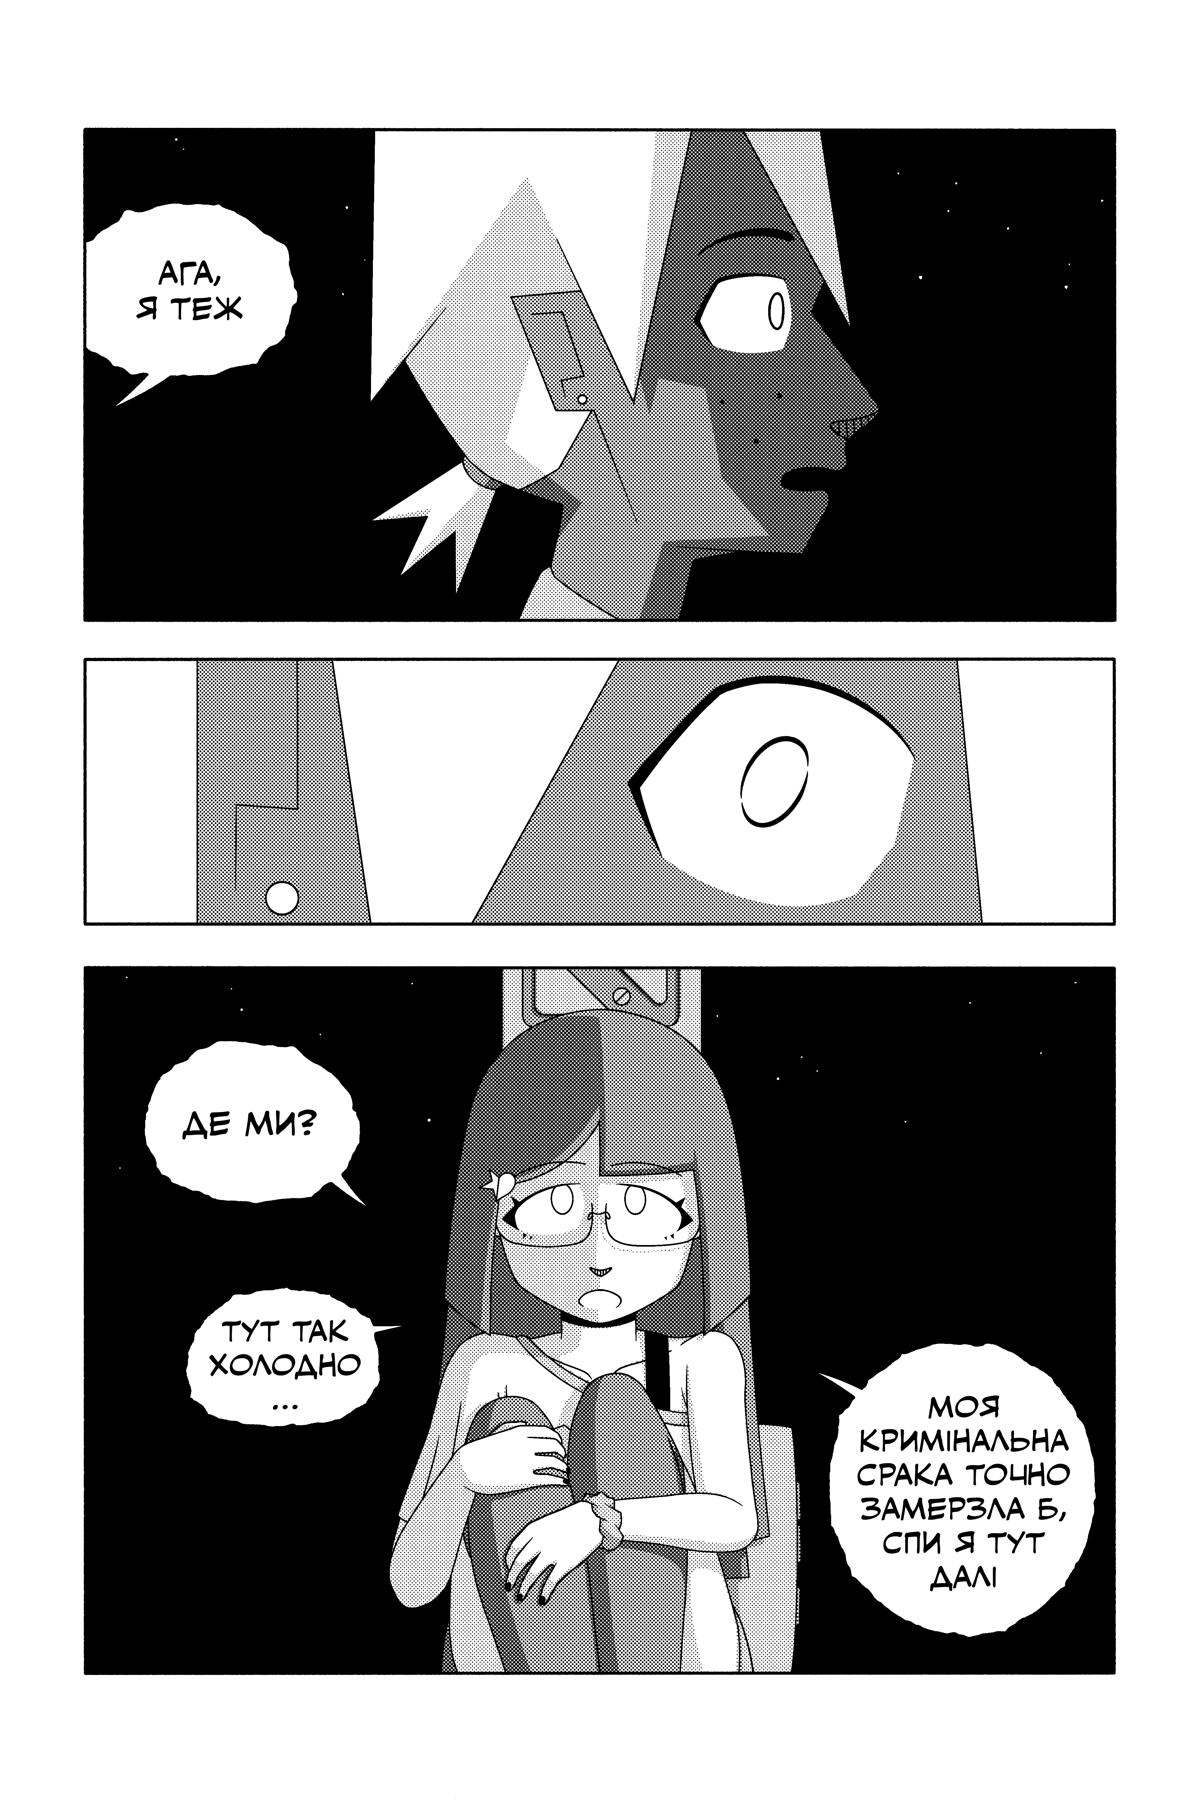 АГА,
Я ТЕЖ
ДЕ МИ?
ТУТ ТАК
ХОЛОДНО
...
МОЯ
КРИМІНАЛЬНА
СРАКА ТОЧНО
ЗАМЕРЗЛА Б,
СПИ Я ТУТ
ДАЛІ